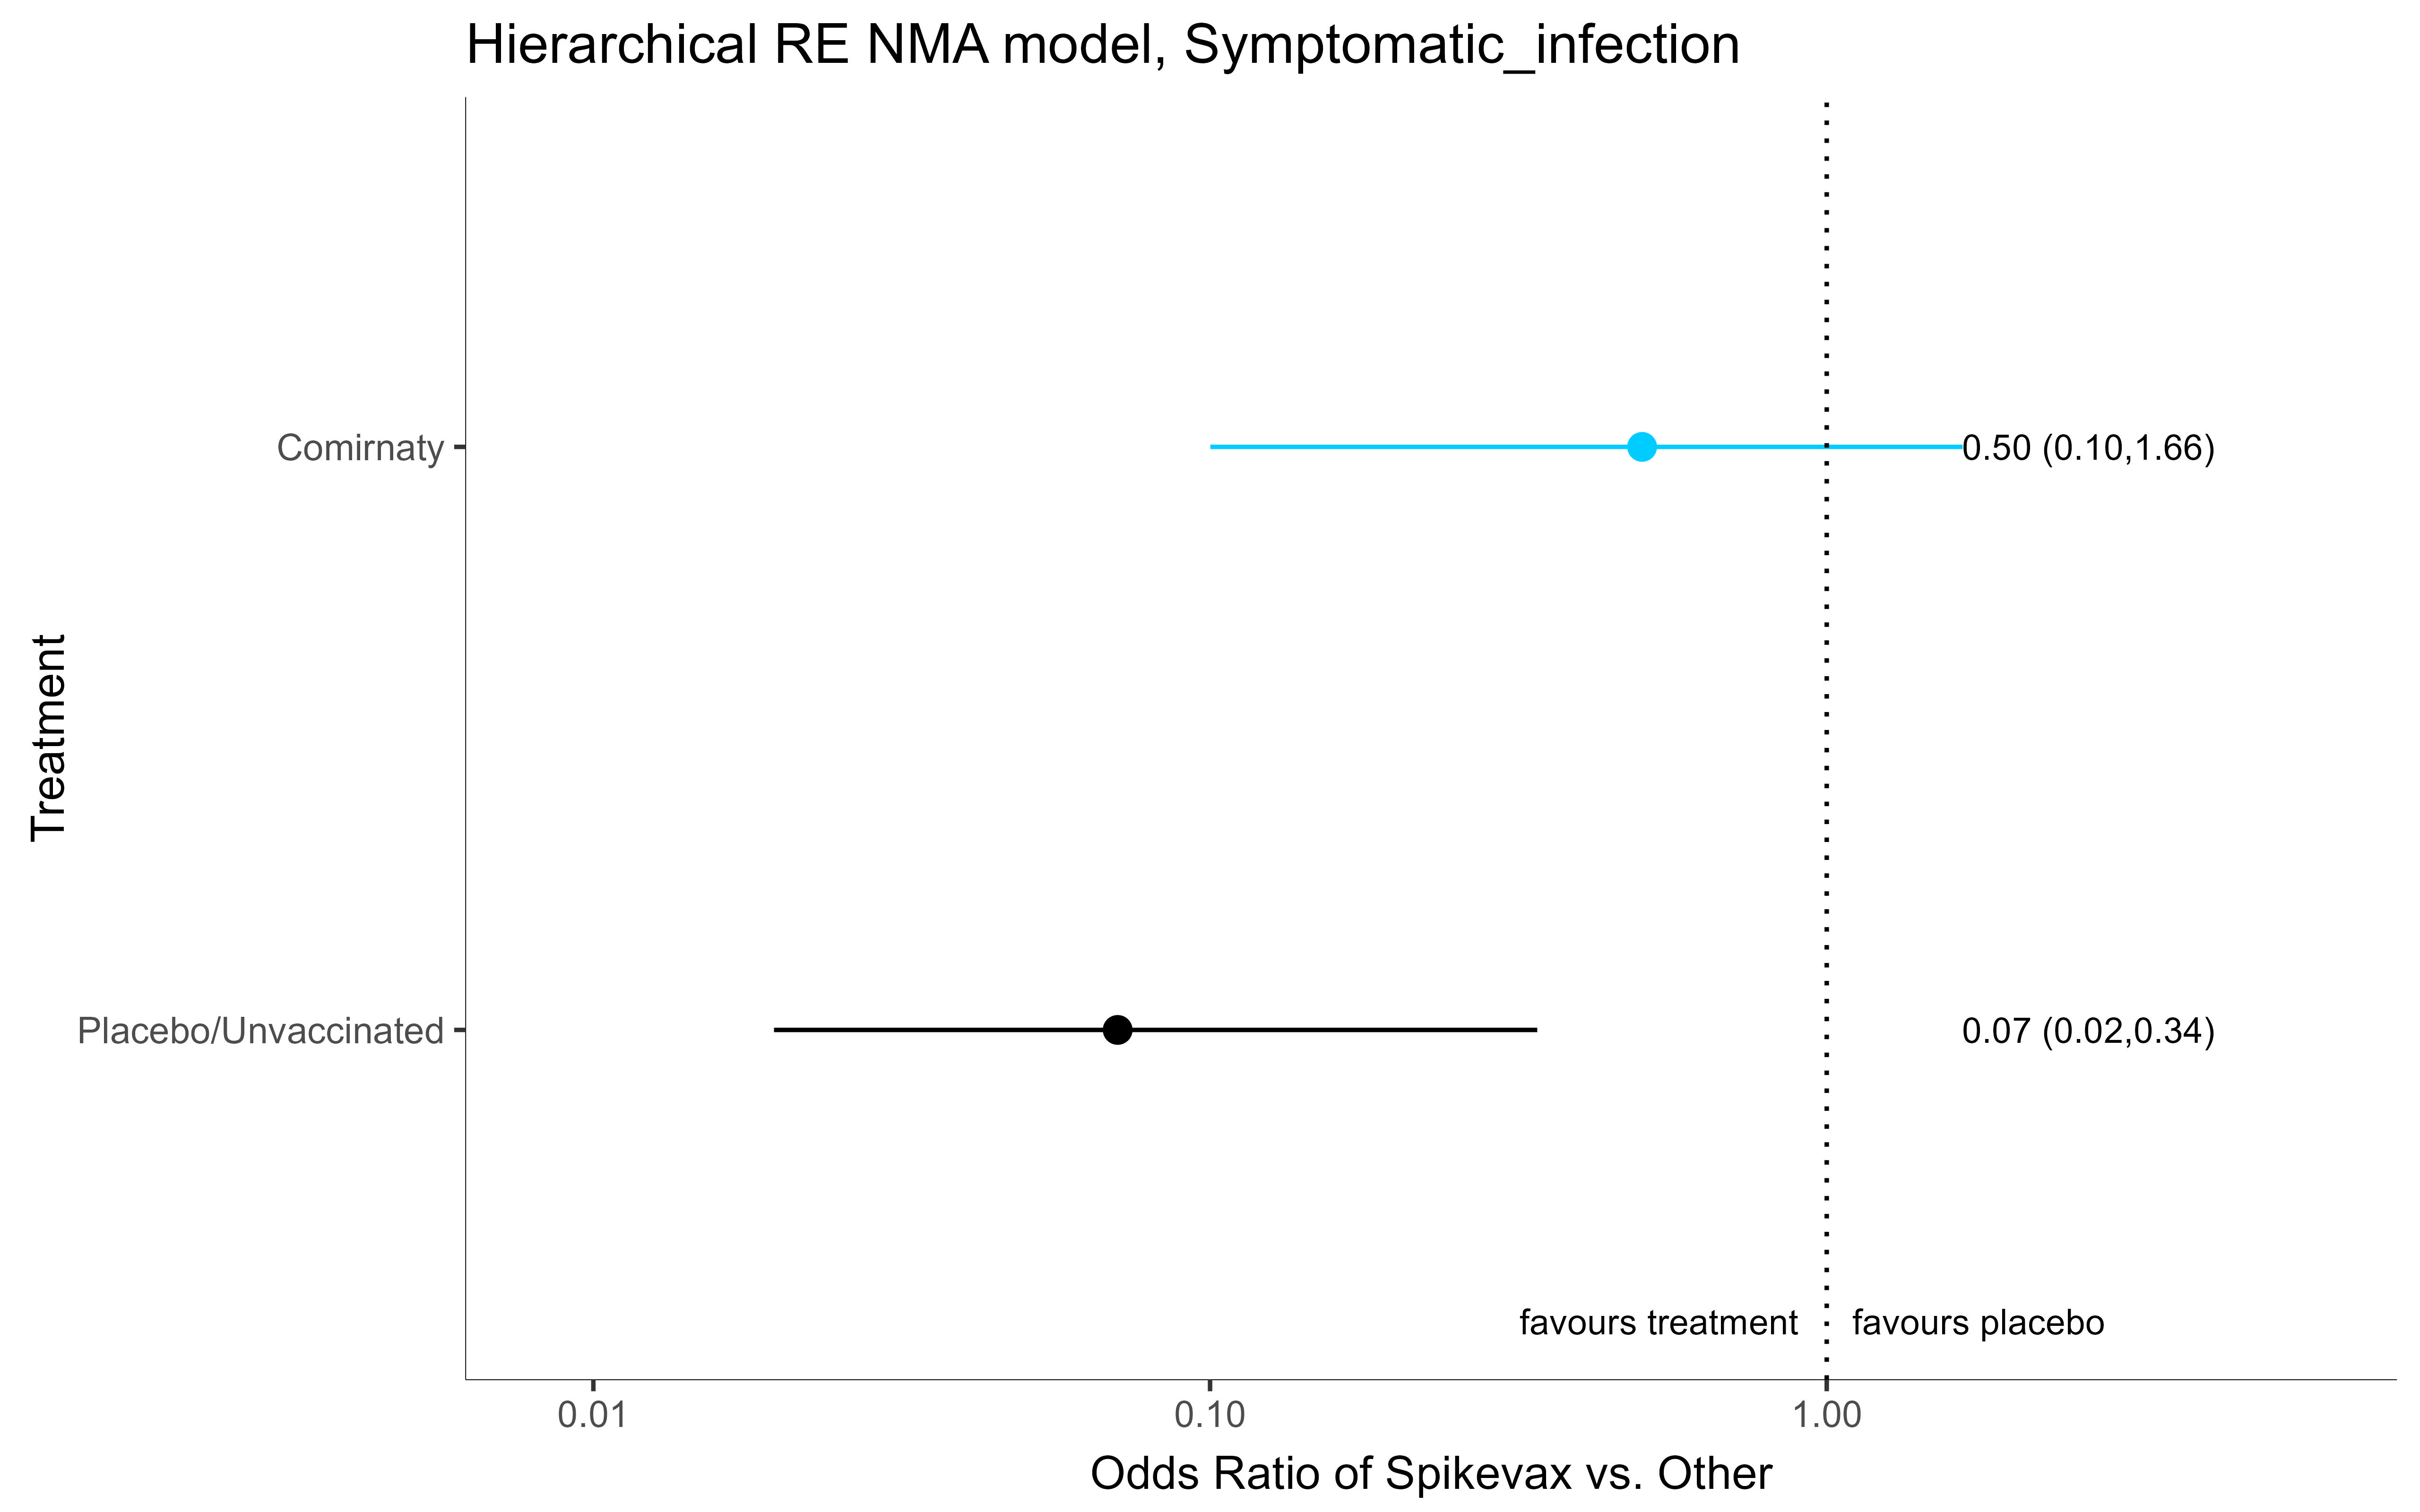 Hierarchical RE NMA model, Symptomatic_infection
Treatment
Comirnaty
0.50 (0.10,1.66)
Placebo/Unvaccinated
0.07 (0.02,0.34)
favours treatment
favours placebo
0.01
0.10
1.00
Odds Ratio of Spikevax vs. Other